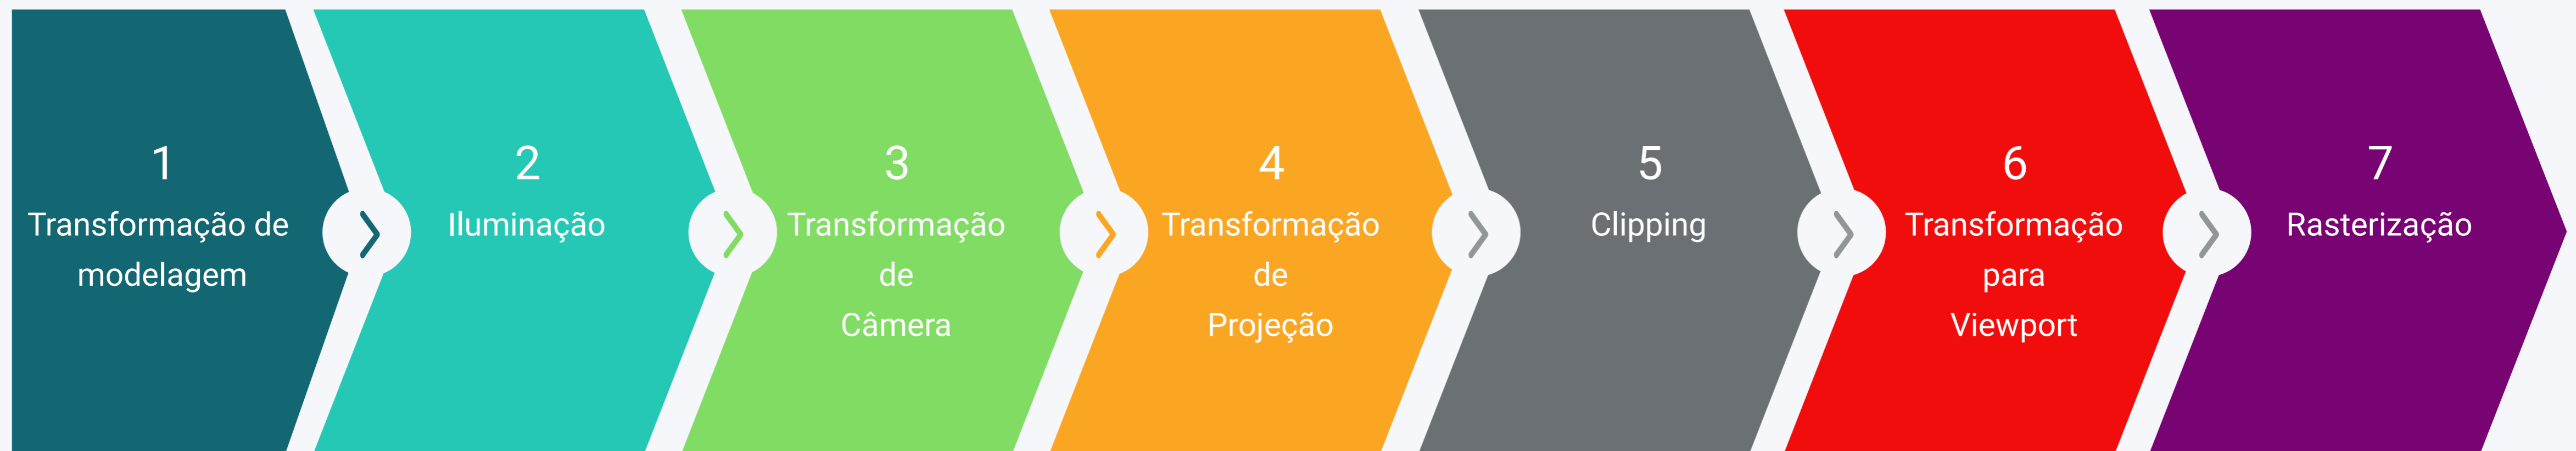 1
Transformação de
modelagem
2
Iluminação
3
Transformação
de
Câmera
4
Transformação
de
Projeção
5
Clipping
6
Transformação
para
Viewport
7
Rasterização